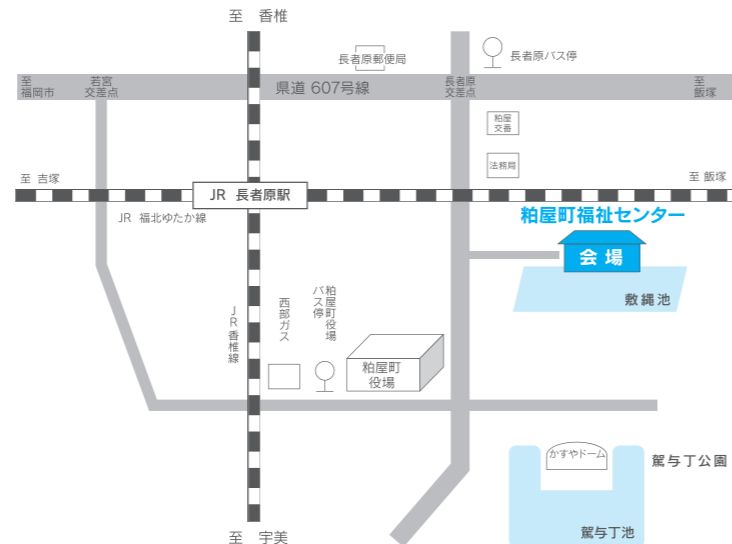 至 香椎
長者原郵便局
長者原バス停
至
福岡市
若宮
交差点
県道 607号線
長者原
交差点
至
飯塚
粕屋
交番
法務局
至 吉塚
JR 長者原駅
至 飯塚
JR 福北ゆたか線
粕屋町福祉センター
会場
敷縄池
JR香椎線
西部ガス
粕屋町役場
バス停
粕屋町
役場
かすやドーム
駕与丁公園
駕与丁池
至 宇美